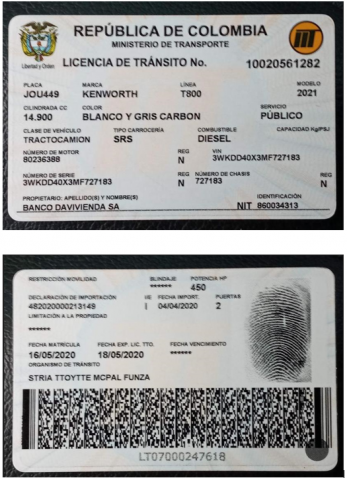 REPÚBLICA DE COLOMBIA
MINISTERIO DE TRANSPORTE
Libertad y Orden
LICENCIA DE TRÁNSITO No. 10020561282
PLACA MARCA LÍNEA MODELO
JOU449 KENWORTH T800 2021
CILINDRADA CC COLOR SERVICIO
14.900 BLANCO Y GRIS CARBON PÚBLICO
CLASE DE VEHÍCULO TIPO CARROCERÍA COMBUSTIBLE CAPACIDAD Kg/PSJ
TRACTOCAMION SRS DIESEL
NÚMERO DE MOTOR REG VIN
80236388 N 3WKDD40X3MF727183
NÚMERO DE SERIE REG NÚMERO DE CHASIS REG
3WKDD40X3MF727183 N 727183 N
PROPIETARIO: APELLIDO(S) Y NOMBRE(S) IDENTIFICACIÓN
BANCO DAVIVIENDA SA NIT 860034313
RESTRICCIÓN MOVILIDAD BLINDAJE POTENCIA HP
****** 450
DECLARACIÓN DE IMPORTACIÓN I/E FECHA IMPORT. PUERTAS
482020000213149 I 04/04/2020 2
LIMITACIÓN A LA PROPIEDAD
******
FECHA MATRÍCULA FECHA EXP. LIC. TTO. FECHA VENCIMIENTO
16/05/2020 18/05/2020 ******
ORGANISMO DE TRÁNSITO
STRIA TTOYTTE MCPAL FUNZA
LT07000247618